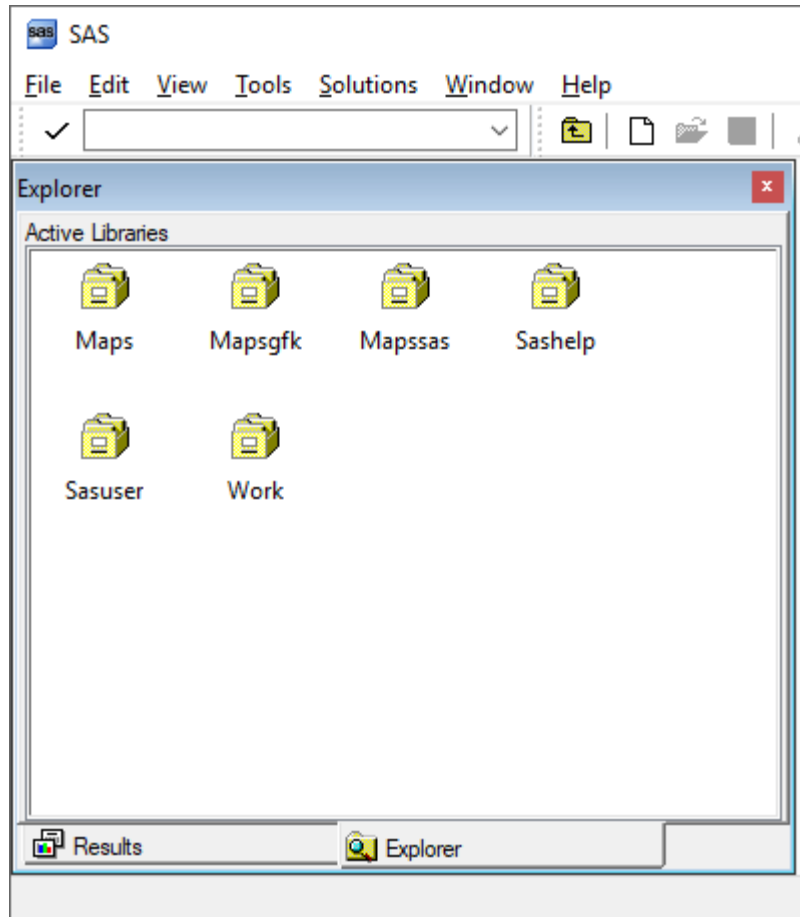 sas SAS
File Edit View Tools Solutions Window Help
Explorer x
Active Libraries
Maps Mapsgfk Mapssas Sashelp
Sasuser Work
Results Explorer